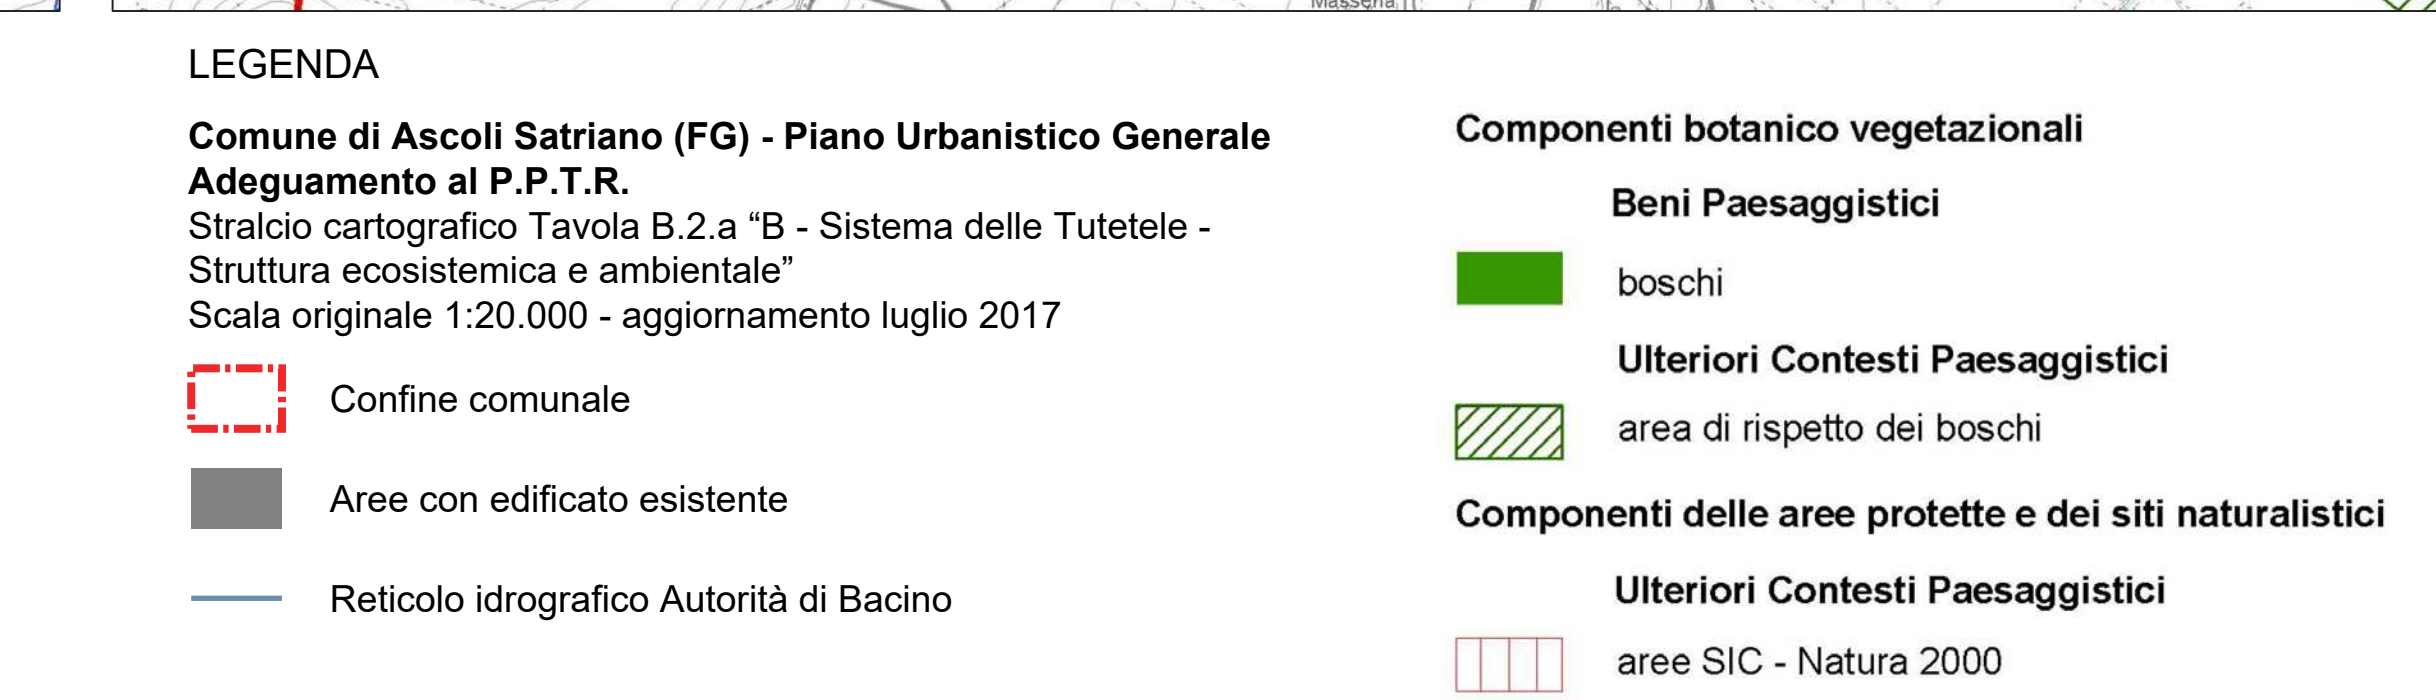 Masseria
LEGENDA
Comune di Ascoli Satriano (FG) - Piano Urbanistico Generale
Adeguamento al P.P.T.R.
Stralcio cartografico Tavola B.2.a “B - Sistema delle Tutetele -
Struttura ecosistemica e ambientale”
Scala originale 1:20.000 - aggiornamento luglio 2017
Confine comunale
Aree con edificato esistente
Reticolo idrografico Autorità di Bacino
Componenti botanico vegetazionali
Beni Paesaggistici
boschi
Ulteriori Contesti Paesaggistici
area di rispetto dei boschi
Componenti delle aree protette e dei siti naturalistici
Ulteriori Contesti Paesaggistici
aree SIC - Natura 2000